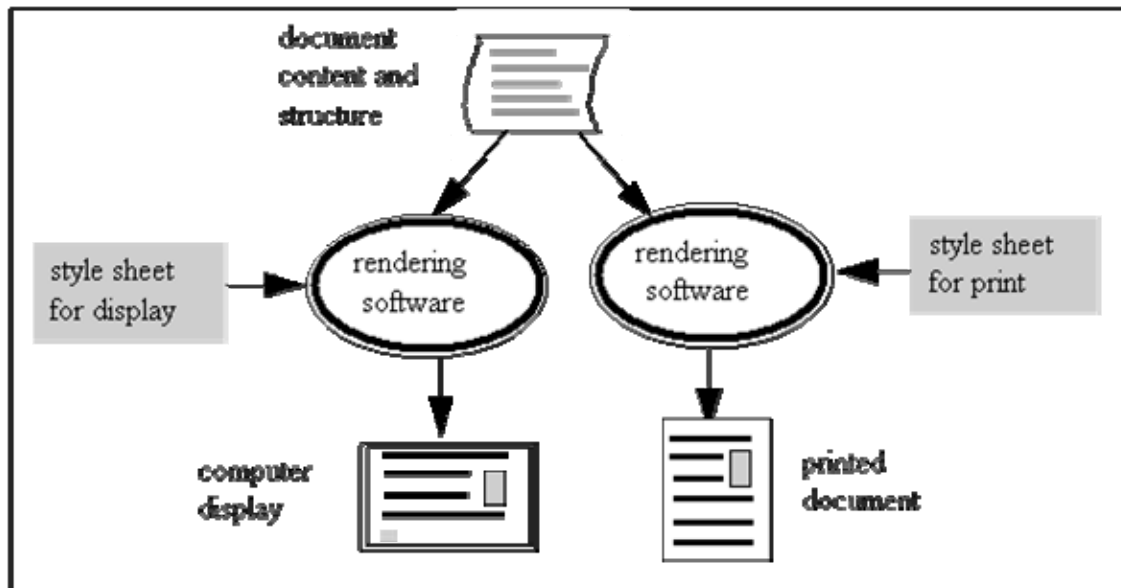 document
content and
structure
style sheet
for display
rendering
software
rendering
software
style sheet
for print
computer
display
printed
document